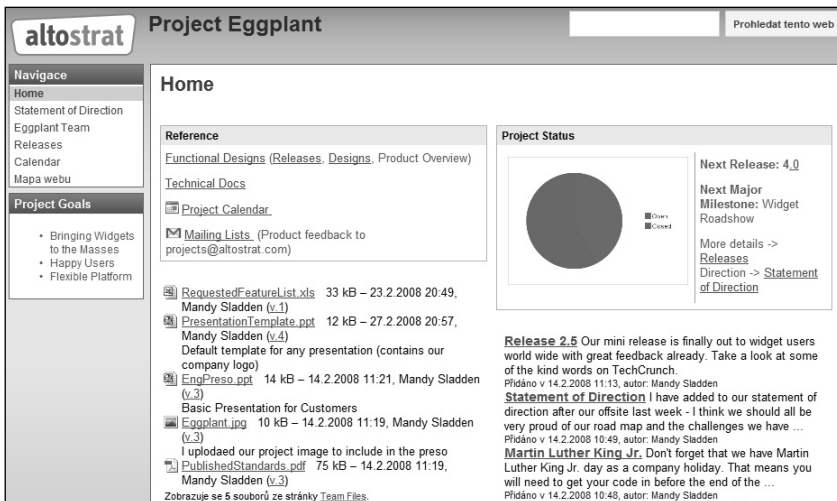 altostrat
Project Eggplant
Prohledat tento web
Navigace
Home
Statement of Direction
Eggplant Team
Releases
Calendar
Mapa webu
Project Goals
• Bringing Widgets
to the Masses
• Happy Users
• Flexible Platform
Home
Reference
Functional Designs (Releases, Designs, Product Overview)
Technical Docs
Project Calendar
Mailing Lists (Product feedback to
projects@altostrat.com)
RequestedFeatureList.xls 33 kB – 23.2.2008 20:49,
Mandy Sladden (v.1)
PresentationTemplate.ppt 12 kB – 27.2.2008 20:57,
Mandy Sladden (v.4)
Default template for any presentation (contains our
company logo)
EngPreso.ppt 14 kB – 14.2.2008 11:21, Mandy Sladden
(v.3)
Basic Presentation for Customers
Eggplant.jpg 10 kB – 14.2.2008 11:19, Mandy Sladden
(v.3)
I uplodaed our project image to include in the preso
PublishedStandards.pdf 75 kB – 14.2.2008 11:19,
Mandy Sladden (v.3)
Zobrazuje se 5 souborů ze stránky Team Files.
Project Status
Open
Closed
Next Release: 4.0
Next Major
Milestone: Widget
Roadshow
More details ->
Releases
Direction -> Statement
of Direction
Release 2.5 Our mini release is finally out to widget users
world wide with great feedback already. Take a look at some
of the kind words on TechCrunch.
Přidáno v 14.2.2008 11:13, autor: Mandy Sladden
Statement of Direction I have added to our statement of
direction after our offsite last week - I think we should all be
very proud of our road map and the challenges we have ...
Přidáno v 14.2.2008 10:49, autor: Mandy Sladden
Martin Luther King Jr. Don't forget that we have Martin
Luther King Jr. day as a company holiday. That means you
will need to get your code in before the end of the ...
Přidáno v 14.2.2008 10:48, autor: Mandy Sladden